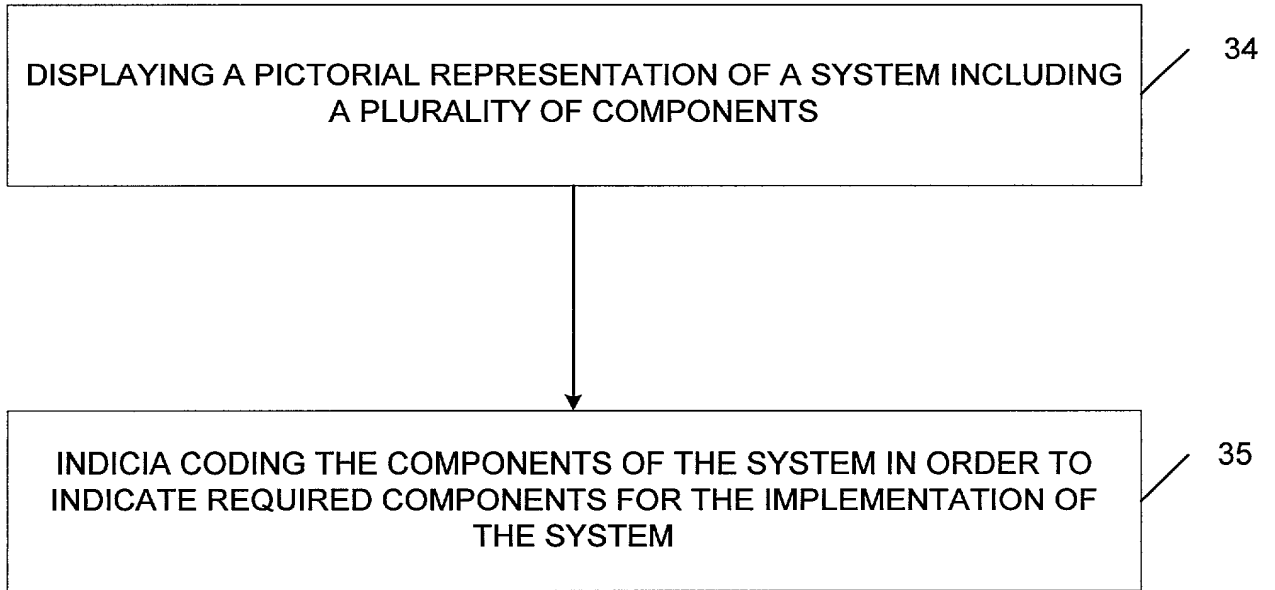 DISPLAYING A PICTORIAL REPRESENTATION OF A SYSTEM INCLUDING
A PLURALITY OF COMPONENTS
34
INDICIA CODING THE COMPONENTS OF THE SYSTEM IN ORDER TO
INDICATE REQUIRED COMPONENTS FOR THE IMPLEMENTATION OF
THE SYSTEM
35